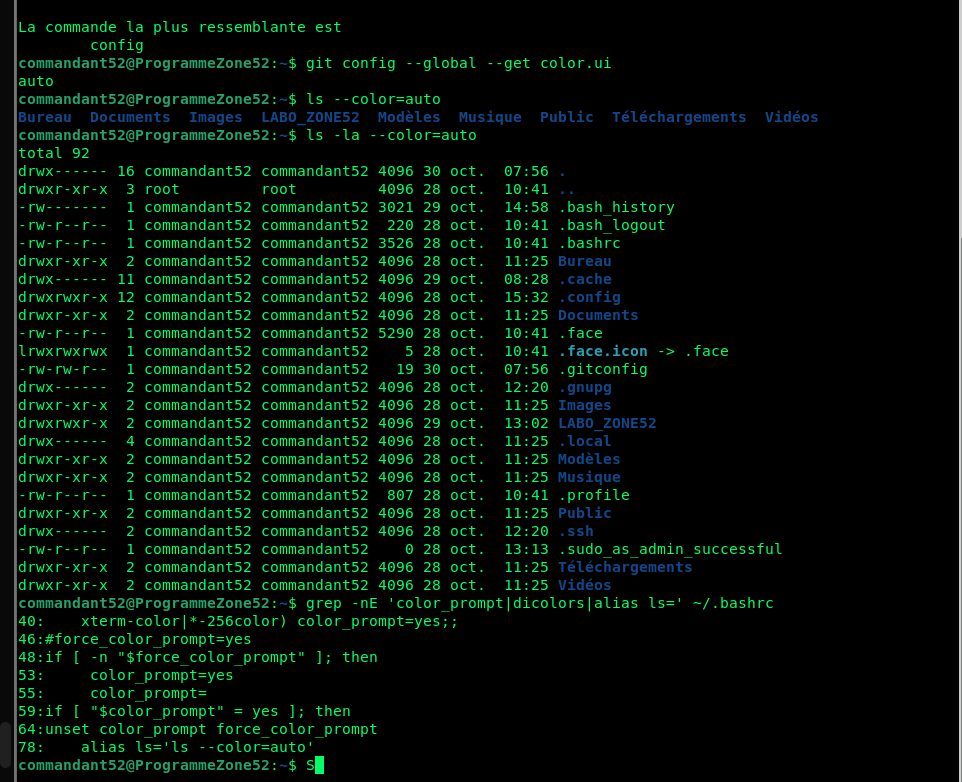 La commande la plus ressemblante est
        config
commandant52@ProgrammeZone52:~$ git config --global --get color.ui
auto
commandant52@ProgrammeZone52:~$ ls --color=auto
Bureau  Documents  Images  LABO_ZONE52  Modèles  Musique  Public  Téléchargements  Vidéos
commandant52@ProgrammeZone52:~$ ls -la --color=auto
total 92
drwx------ 16 commandant52 commandant52 4096 30 oct.  07:56 .
drwxr-xr-x  3 root         root         4096 28 oct.  10:41 ..
-rw-------  1 commandant52 commandant52 3021 29 oct.  14:58 .bash_history
-rw-r--r--  1 commandant52 commandant52  220 28 oct.  10:41 .bash_logout
-rw-r--r--  1 commandant52 commandant52 3526 28 oct.  10:41 .bashrc
drwxr-xr-x  2 commandant52 commandant52 4096 28 oct.  11:25 Bureau
drwx------ 11 commandant52 commandant52 4096 29 oct.  08:28 .cache
drwxrwxr-x 12 commandant52 commandant52 4096 28 oct.  15:32 .config
drwxr-xr-x  2 commandant52 commandant52 4096 28 oct.  11:25 Documents
-rw-r--r--  1 commandant52 commandant52 5290 28 oct.  10:41 .face
lrwxrwxrwx  1 commandant52 commandant52    5 28 oct.  10:41 .face.icon -> .face
-rw-rw-r--  1 commandant52 commandant52   19 30 oct.  07:56 .gitconfig
drwx------  2 commandant52 commandant52 4096 28 oct.  12:20 .gnupg
drwxr-xr-x  2 commandant52 commandant52 4096 28 oct.  11:25 Images
drwxrwxr-x  2 commandant52 commandant52 4096 29 oct.  13:02 LABO_ZONE52
drwx------  4 commandant52 commandant52 4096 28 oct.  11:25 .local
drwxr-xr-x  2 commandant52 commandant52 4096 28 oct.  11:25 Modèles
drwxr-xr-x  2 commandant52 commandant52 4096 28 oct.  11:25 Musique
-rw-r--r--  1 commandant52 commandant52  807 28 oct.  10:41 .profile
drwxr-xr-x  2 commandant52 commandant52 4096 28 oct.  11:25 Public
drwx------  2 commandant52 commandant52 4096 28 oct.  12:20 .ssh
-rw-r--r--  1 commandant52 commandant52    0 28 oct.  13:13 .sudo_as_admin_successful
drwxr-xr-x  2 commandant52 commandant52 4096 28 oct.  11:25 Téléchargements
drwxr-xr-x  2 commandant52 commandant52 4096 28 oct.  11:25 Vidéos
commandant52@ProgrammeZone52:~$ grep -nE 'color_prompt|dicolors|alias ls=' ~/.bashrc
40:    xterm-color|*-256color) color_prompt=yes;;
46:#force_color_prompt=yes
48:if [ -n "$force_color_prompt" ]; then
53:     color_prompt=yes
55:     color_prompt=
59:if [ "$color_prompt" = yes ]; then
64:unset color_prompt force_color_prompt
78:    alias ls='ls --color=auto'
commandant52@ProgrammeZone52:~$ S